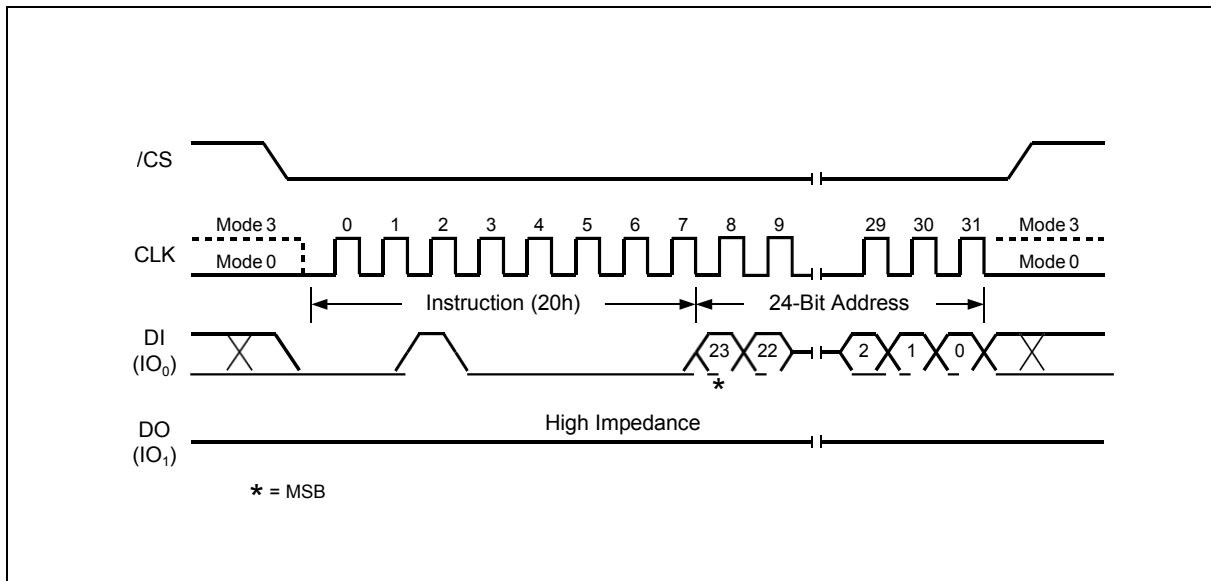 /CS
Mode 3
0 1 2 3 4 5 6 7 8 9 29 30 31
Mode 3
CLK
Mode 0
Mode 0
Instruction (20h)
24-Bit Address
DI
(IO₀)
23 22 2 1 0
*
High Impedance
DO
(IO₁)
* = MSB